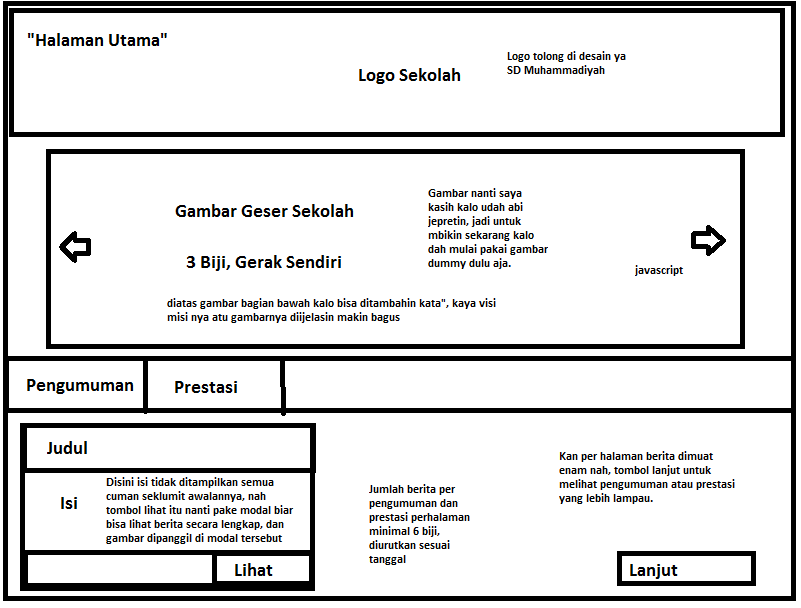 "Halaman Utama"
Logo Sekolah
Logo tolong di desain ya
SD Muhammadiyah
Gambar Geser Sekolah
3 Biji, Gerak Sendiri
Gambar nanti saya
kasih kalo udah abi
jepretin, jadi untuk
mbikin sekarang kalo
dah mulai pakai gambar
dummy dulu aja.
javascript
diatas gambar bagian bawah kalo bisa ditambahin kata", kaya visi
misi nya atu gambarnya diijelasin makin bagus
Pengumuman
Prestasi
Judul
Isi
Disini isi tidak ditampilkan semua
cuman seklumit awalannya, nah
tombol lihat itu nanti pake modal biar
bisa lihat berita secara lengkap, dan
gambar dipanggil di modal tersebut
Lihat
Jumlah berita per
pengumuman dan
prestasi perhalaman
minimal 6 biji,
diurutkan sesuai
tanggal
Kan per halaman berita dimuat
enam nah, tombol lanjut untuk
melihat pengumuman atau prestasi
yang lebih lampau.
Lanjut